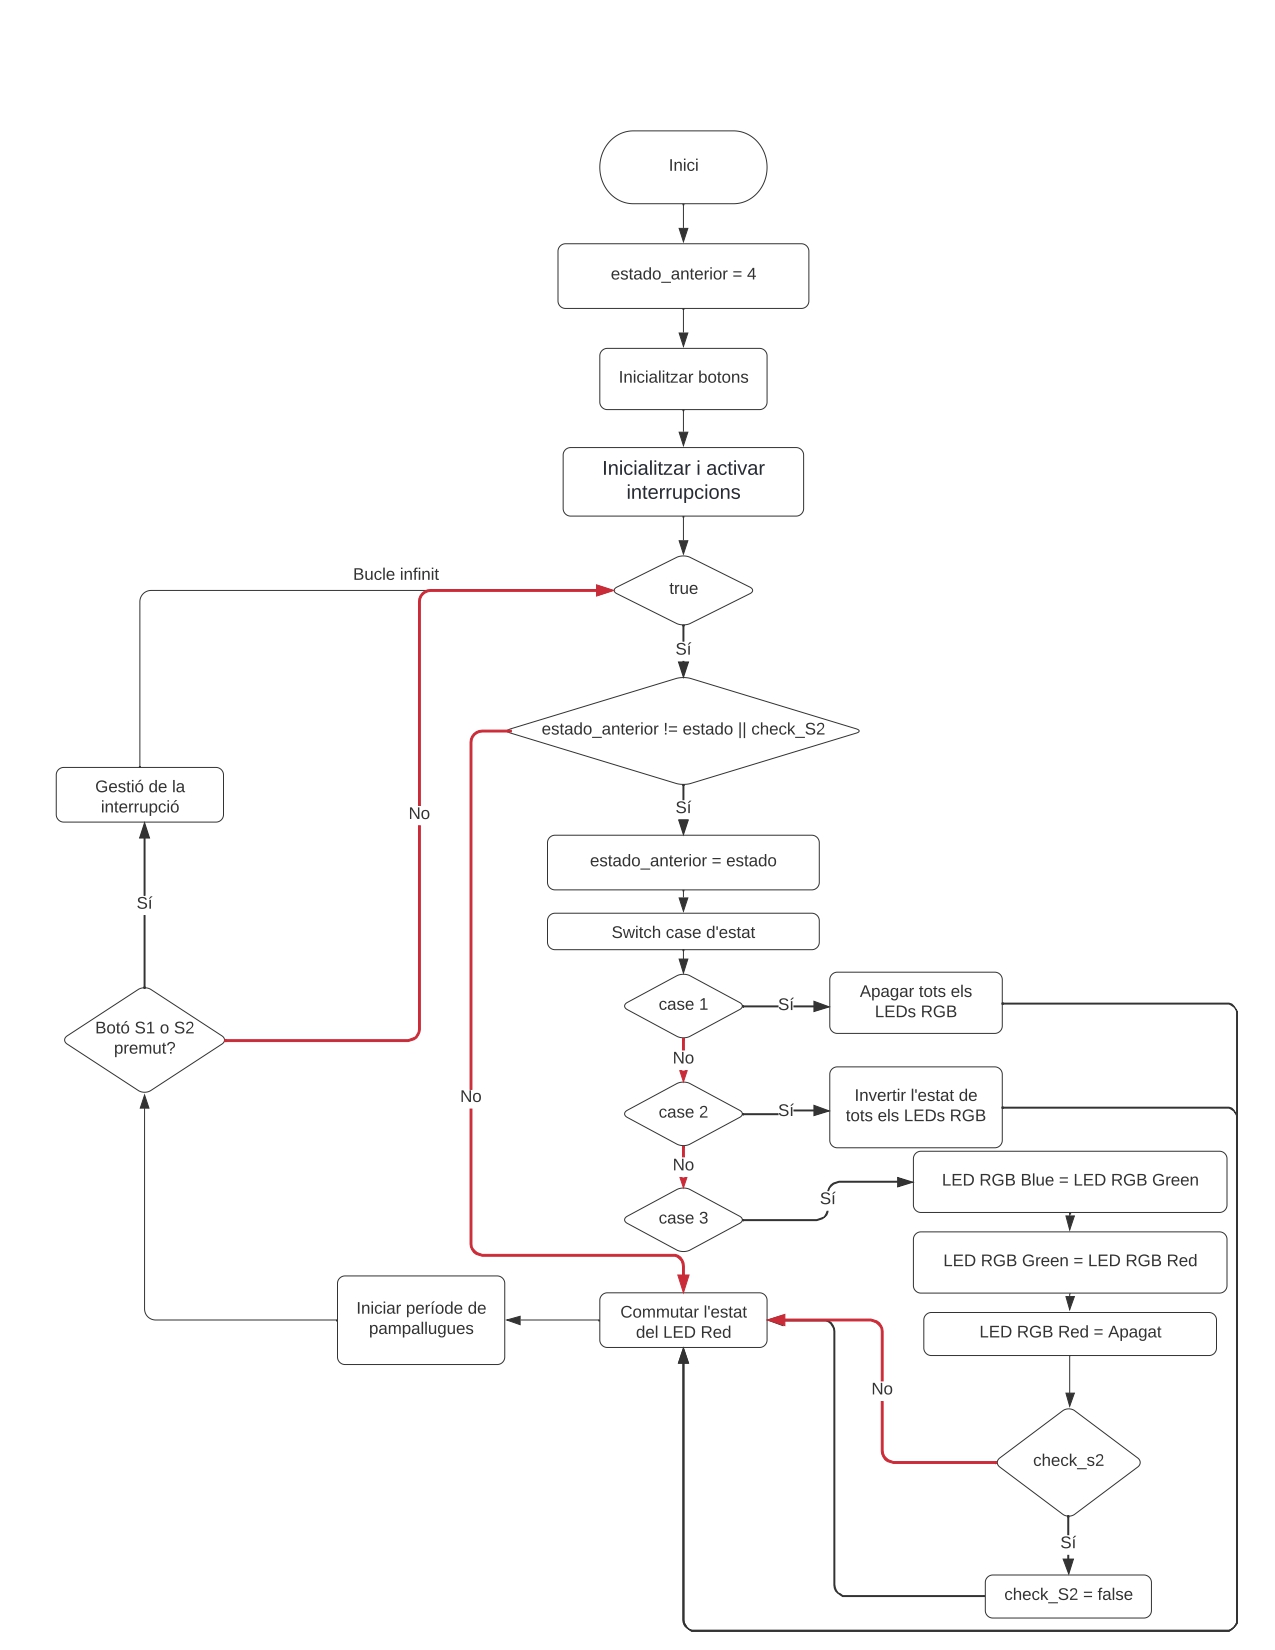 Inici
estado_anterior = 4
Inicialitzar botons
Inicialitzar i activar
interrupcions
Bucle infinit
true
Sí
estado_anterior != estado || check_S2
Sí
Gestió de la
interrupció
No
estado_anterior = estado
Sí
Switch case d'estat
case 1
Sí
Apagar tots els
LEDs RGB
Botó S1 o S2
premut?
No
No
case 2
Sí
Invertir l'estat de
tots els LEDs RGB
No
case 3
Sí
LED RGB Blue = LED RGB Green
LED RGB Green = LED RGB Red
Iniciar període de
pampallugues
Commutar l'estat
del LED Red
LED RGB Red = Apagat
No
check_s2
Sí
check_S2 = false